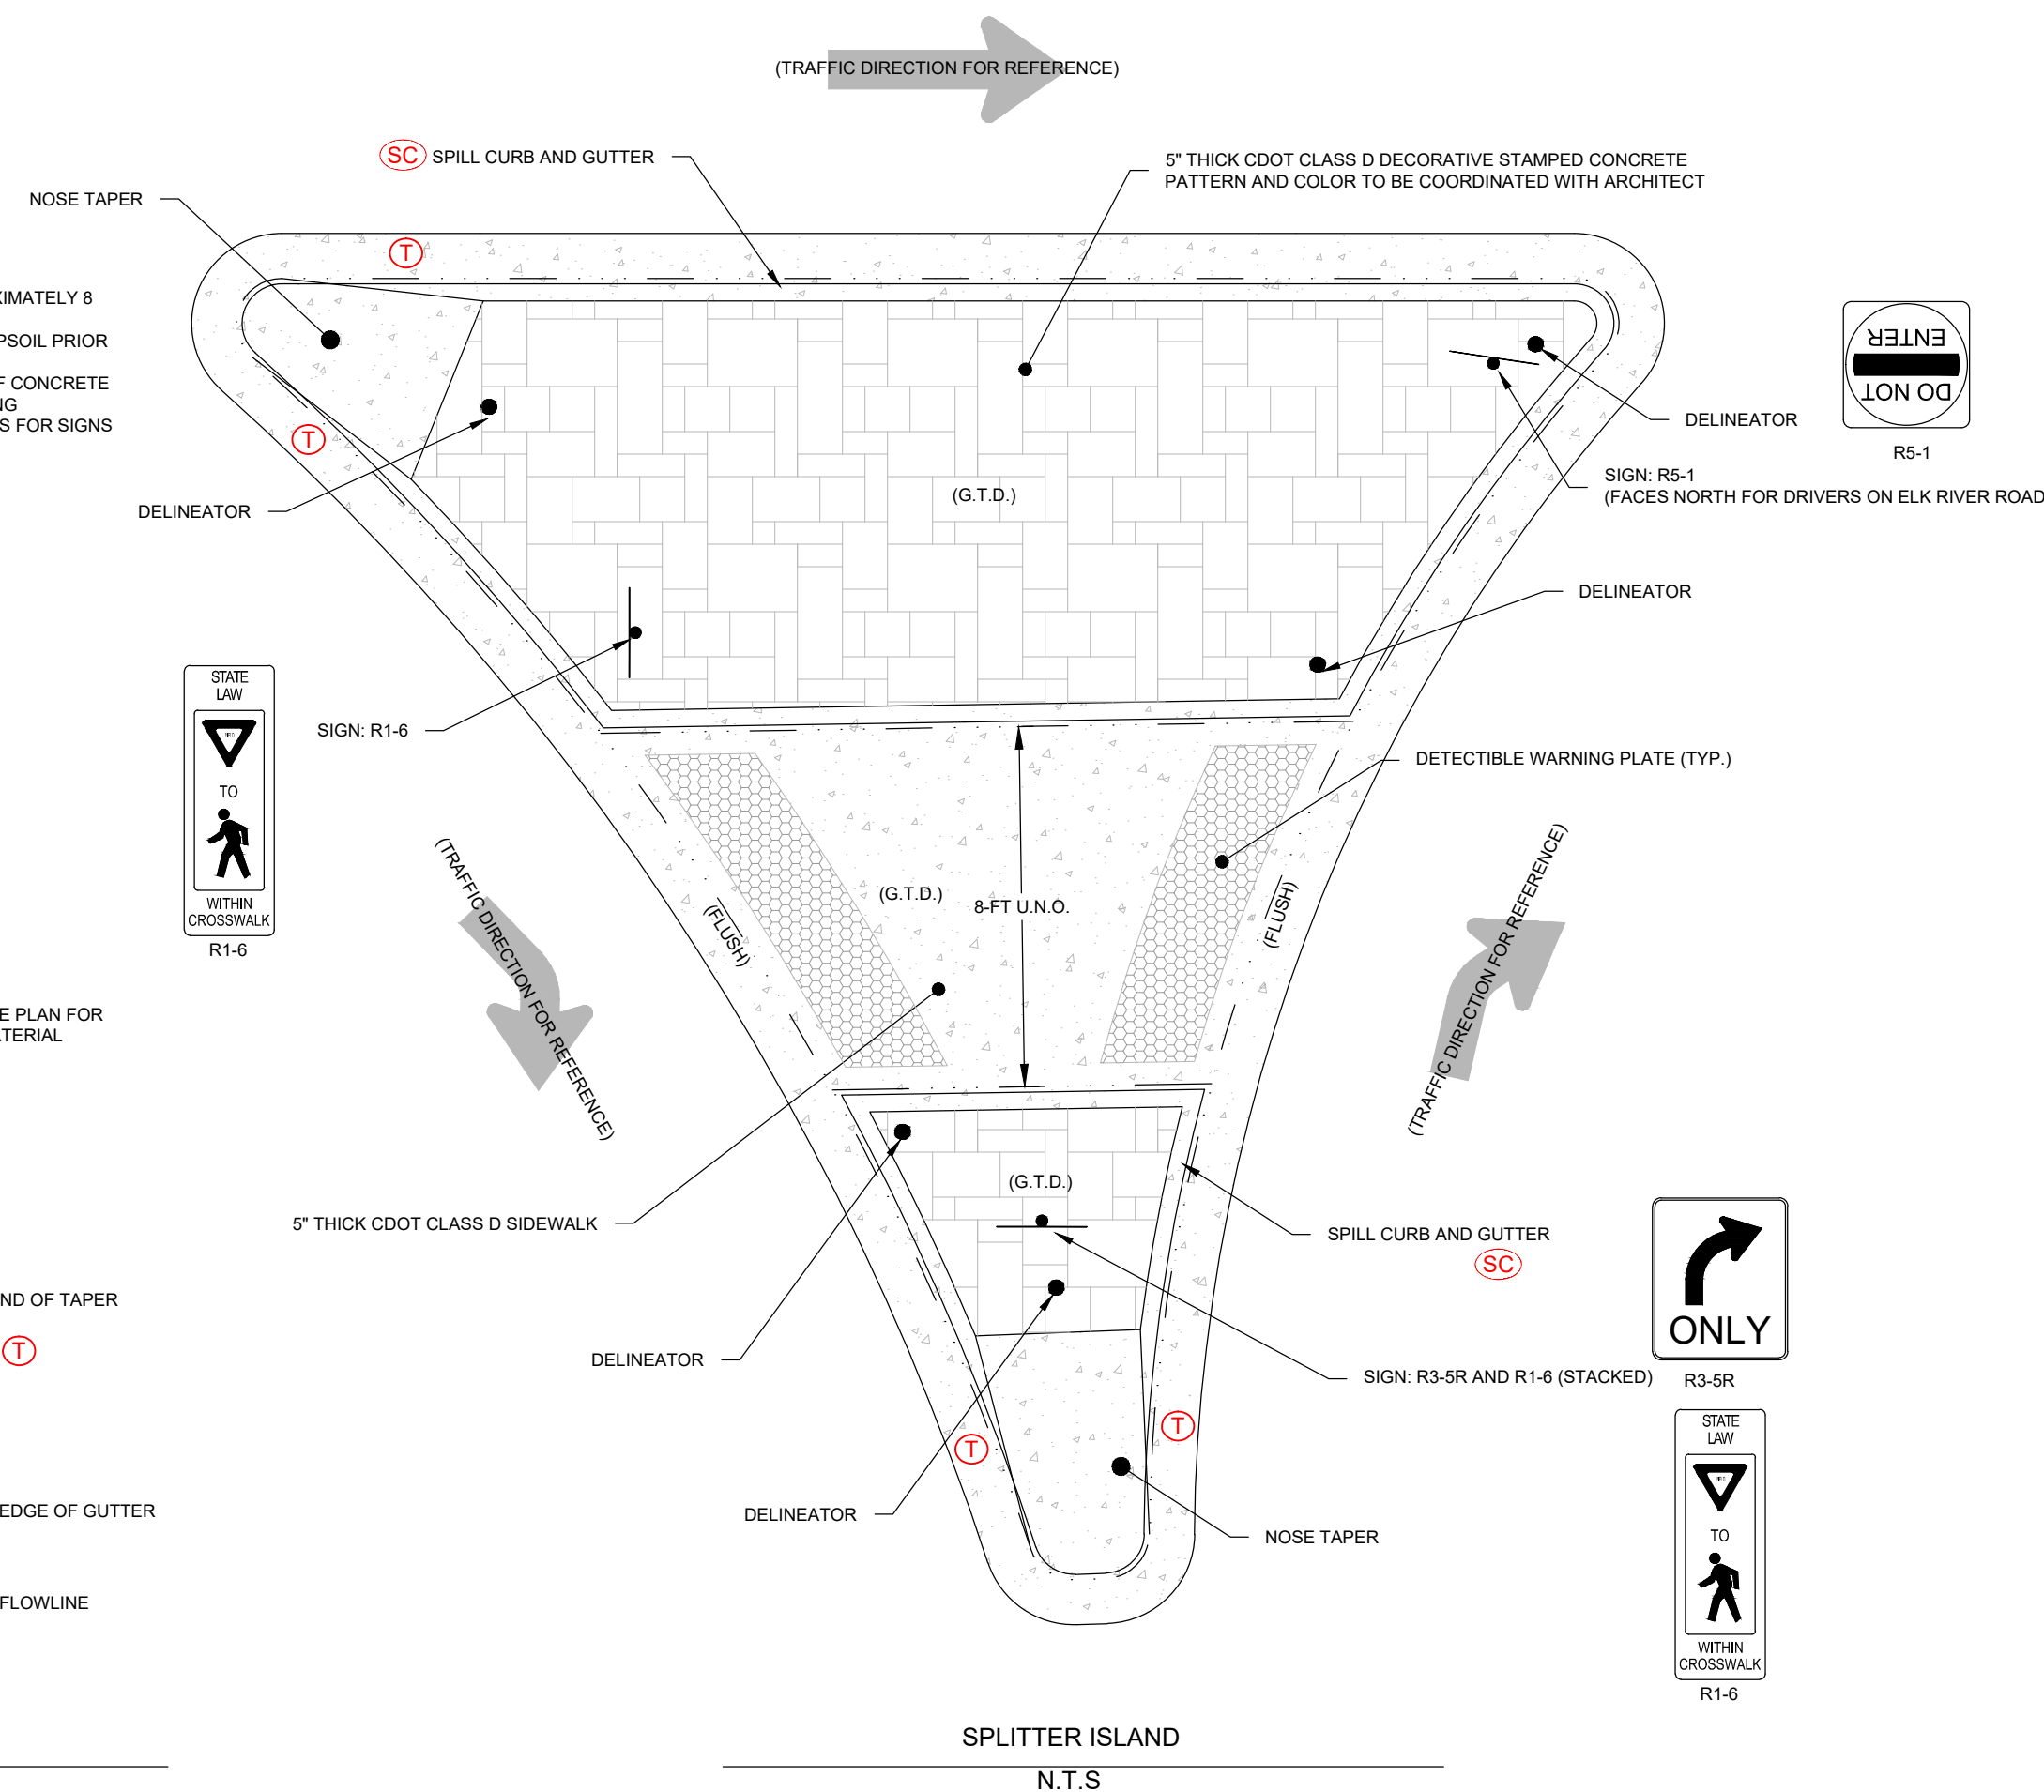 (TRAFFIC DIRECTION FOR REFERENCE)
SC SPILL CURB AND GUTTER
5" THICK CDOT CLASS D DECORATIVE STAMPED CONCRETE
PATTERN AND COLOR TO BE COORDINATED WITH ARCHITECT
NOSE TAPER
T
XIMATELY 8
PSOIL PRIOR
F CONCRETE
NG
S FOR SIGNS
T
DO NOT
ENTER
R5-1
DELINEATOR
SIGN: R5-1
(FACES NORTH FOR DRIVERS ON ELK RIVER ROAD
(G.T.D.)
DELINEATOR
DELINEATOR
STATE
LAW
YIELD
TO
WITHIN
CROSSWALK
R1-6
SIGN: R1-6
DETECTIBLE WARNING PLATE (TYP.)
(TRAFFIC DIRECTION FOR REFERENCE)
(FLUSH)
(G.T.D.)
8-FT U.N.O.
(FLUSH)
(TRAFFIC DIRECTION FOR REFERENCE)
E PLAN FOR
ATERIAL
(G.T.D.)
5" THICK CDOT CLASS D SIDEWALK
SPILL CURB AND GUTTER
SC
ONLY
R3-5R
ND OF TAPER
T
DELINEATOR
SIGN: R3-5R AND R1-6 (STACKED)
T
T
STATE
LAW
YIELD
TO
WITHIN
CROSSWALK
R1-6
EDGE OF GUTTER
DELINEATOR
NOSE TAPER
FLOWLINE
SPLITTER ISLAND
N.T.S